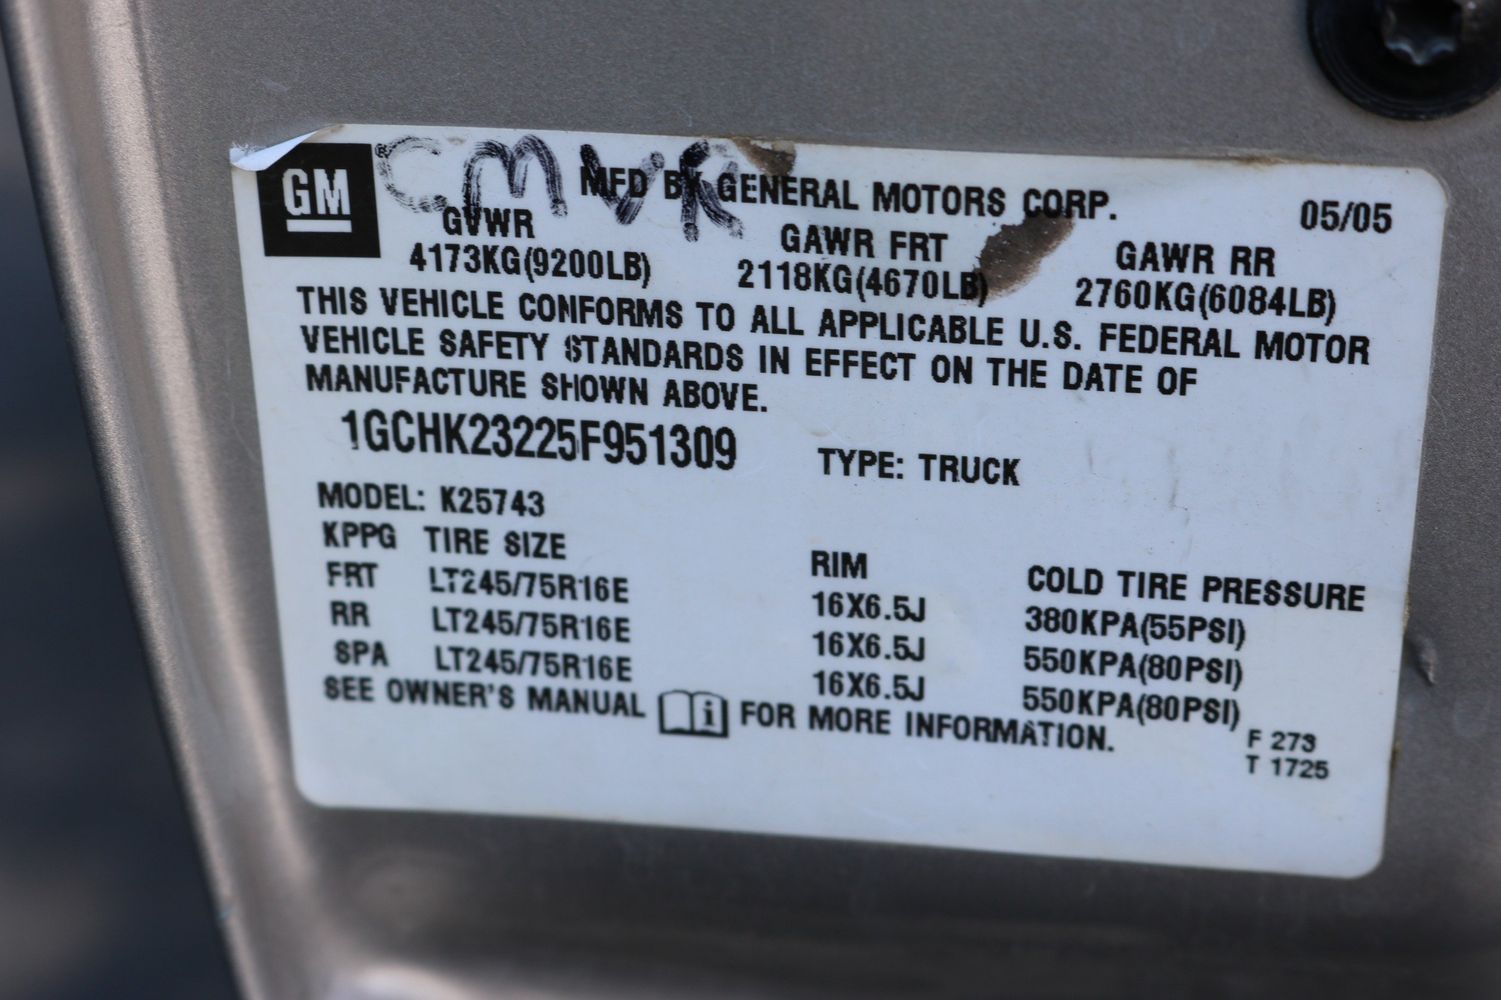 GM
CMVR
MFD BY GENERAL MOTORS CORP. 05/05
GVWR GAWR FRT GAWR RR
4173KG(9200LB) 2118KG(4670LB) 2760KG(6084LB)
THIS VEHICLE CONFORMS TO ALL APPLICABLE U.S. FEDERAL MOTOR
VEHICLE SAFETY STANDARDS IN EFFECT ON THE DATE OF
MANUFACTURE SHOWN ABOVE.
1GCHK23225F951309 TYPE: TRUCK
MODEL: K25743
KPPG TIRE SIZE RIM COLD TIRE PRESSURE
FRT LT245/75R16E 16X6.5J 380KPA(55PSI)
RR LT245/75R16E 16X6.5J 550KPA(80PSI)
SPA LT245/75R16E 16X6.5J 550KPA(80PSI)
SEE OWNER'S MANUAL i FOR MORE INFORMATION.
F 273
T 1725